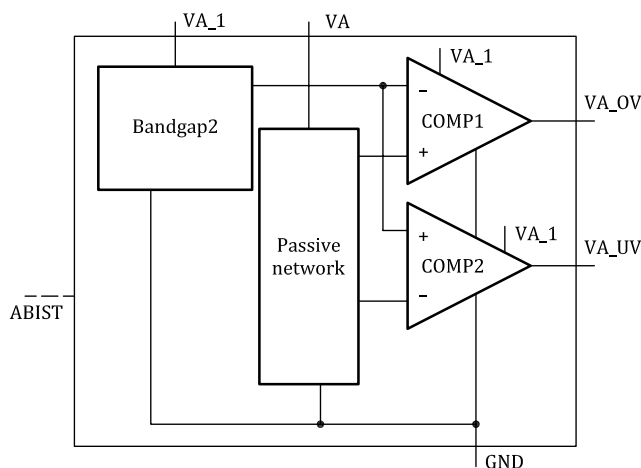 VA_1
VA
VA_1
VA_OV
Bandgap2
−
COMP1
+
Passive
network
+
VA_1
VA_UV
COMP2
−
ABIST
GND